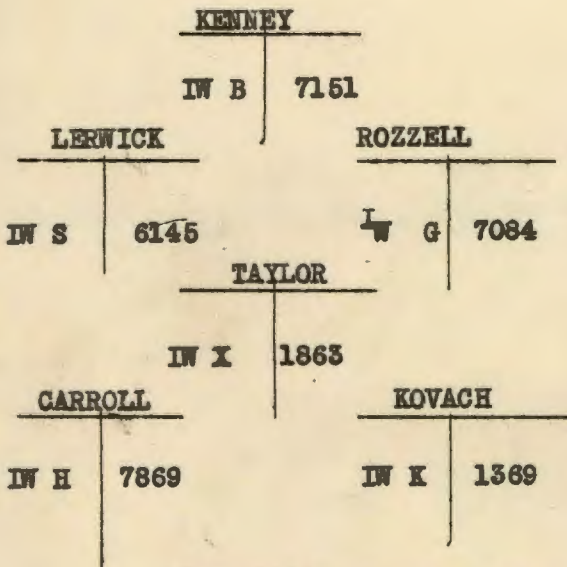 KENNEY
IW B 7151
LERWICK ROZZELL
IW S 6145 IW G 7084
TAYLOR
IW X 1863
CARROLL KOVACH
IW H 7869 IW K 1369